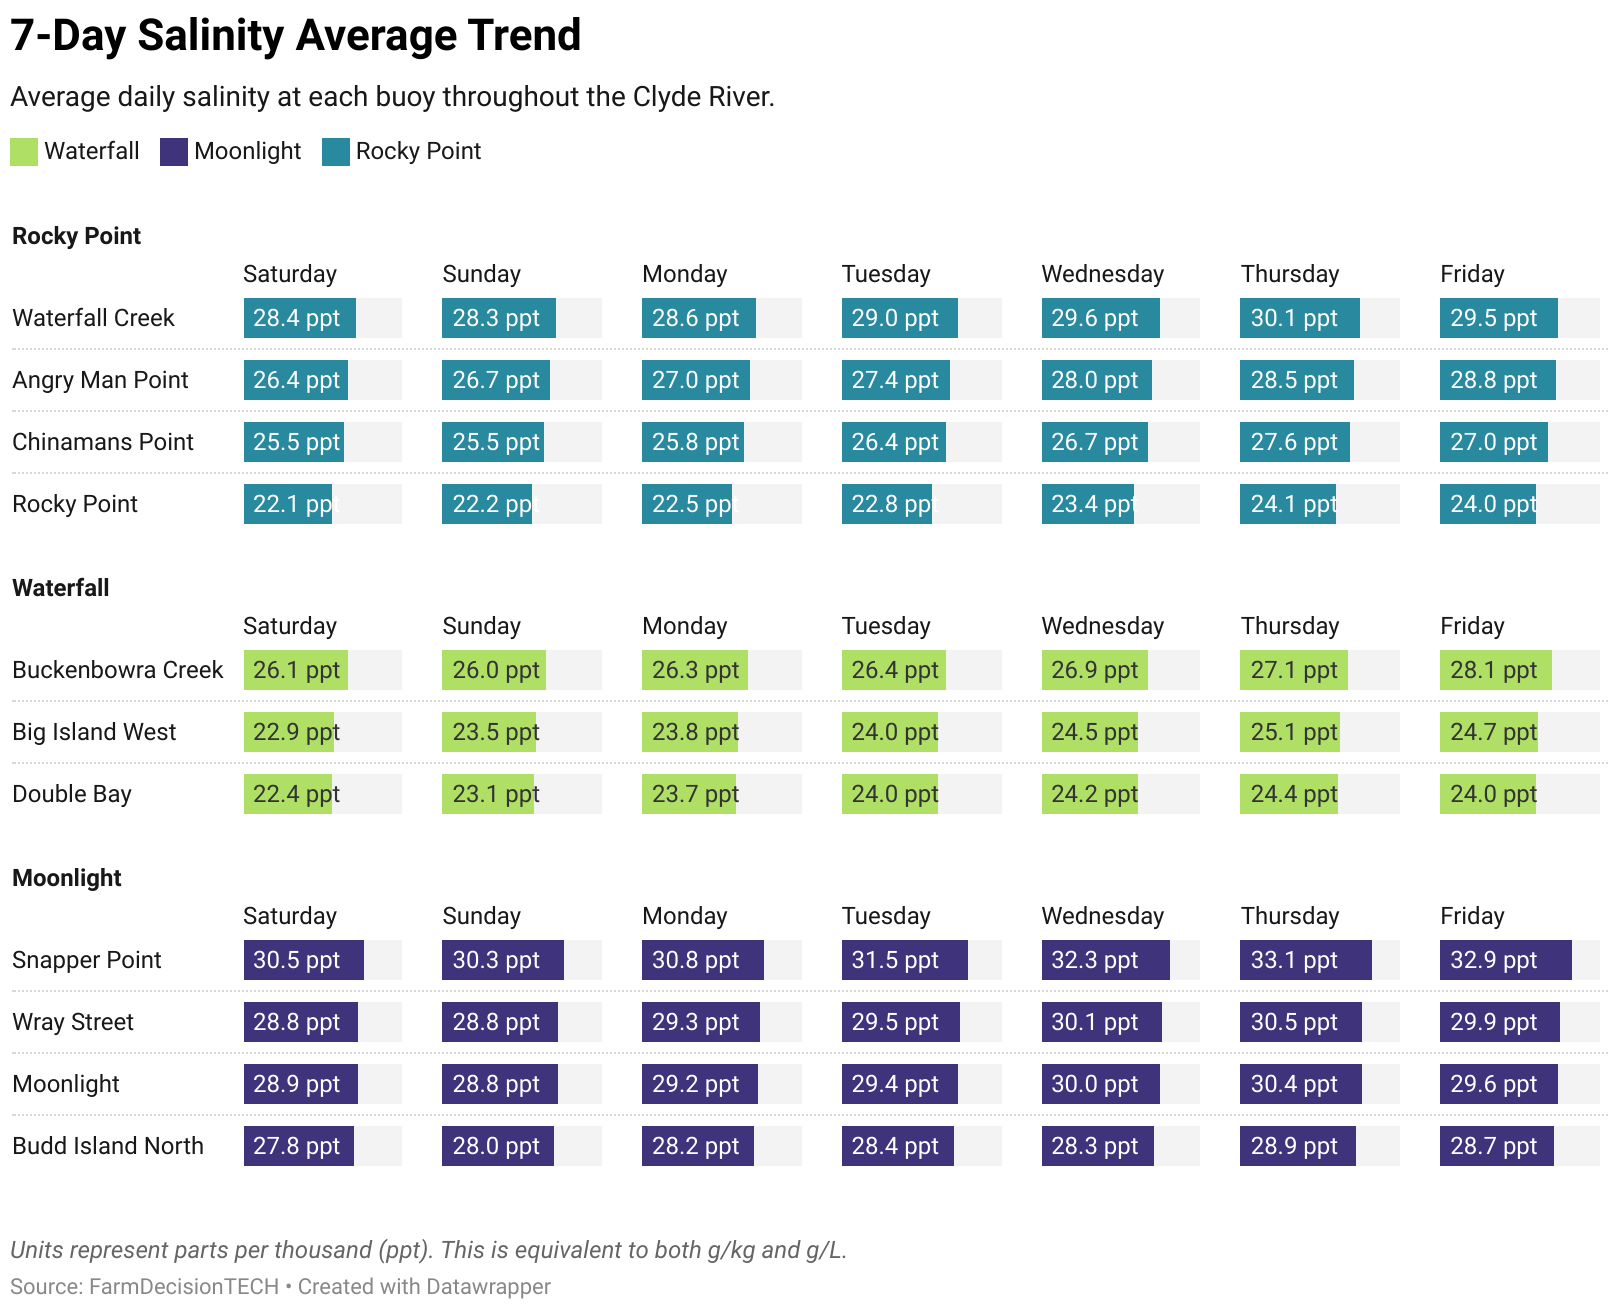 7-Day Salinity Average Trend
Average daily salinity at each buoy throughout the Clyde River.
Waterfall Moonlight Rocky Point
Rocky Point
Saturday Sunday Monday Tuesday Wednesday Thursday Friday
Waterfall Creek 28.4 ppt 28.3 ppt 28.6 ppt 29.0 ppt 29.6 ppt 30.1 ppt 29.5 ppt
Angry Man Point 26.4 ppt 26.7 ppt 27.0 ppt 27.4 ppt 28.0 ppt 28.5 ppt 28.8 ppt
Chinamans Point 25.5 ppt 25.5 ppt 25.8 ppt 26.4 ppt 26.7 ppt 27.6 ppt 27.0 ppt
Rocky Point 22.1 ppt 22.2 ppt 22.5 ppt 22.8 ppt 23.4 ppt 24.1 ppt 24.0 ppt
Waterfall
Saturday Sunday Monday Tuesday Wednesday Thursday Friday
Buckenbowra Creek 26.1 ppt 26.0 ppt 26.3 ppt 26.4 ppt 26.9 ppt 27.1 ppt 28.1 ppt
Big Island West 22.9 ppt 23.5 ppt 23.8 ppt 24.0 ppt 24.5 ppt 25.1 ppt 24.7 ppt
Double Bay 22.4 ppt 23.1 ppt 23.7 ppt 24.0 ppt 24.2 ppt 24.4 ppt 24.0 ppt
Moonlight
Saturday Sunday Monday Tuesday Wednesday Thursday Friday
Snapper Point 30.5 ppt 30.3 ppt 30.8 ppt 31.5 ppt 32.3 ppt 33.1 ppt 32.9 ppt
Wray Street 28.8 ppt 28.8 ppt 29.3 ppt 29.5 ppt 30.1 ppt 30.5 ppt 29.9 ppt
Moonlight 28.9 ppt 28.8 ppt 29.2 ppt 29.4 ppt 30.0 ppt 30.4 ppt 29.6 ppt
Budd Island North 27.8 ppt 28.0 ppt 28.2 ppt 28.4 ppt 28.3 ppt 28.9 ppt 28.7 ppt
Units represent parts per thousand (ppt). This is equivalent to both g/kg and g/L.
Source: FarmDecisionTECH • Created with Datawrapper